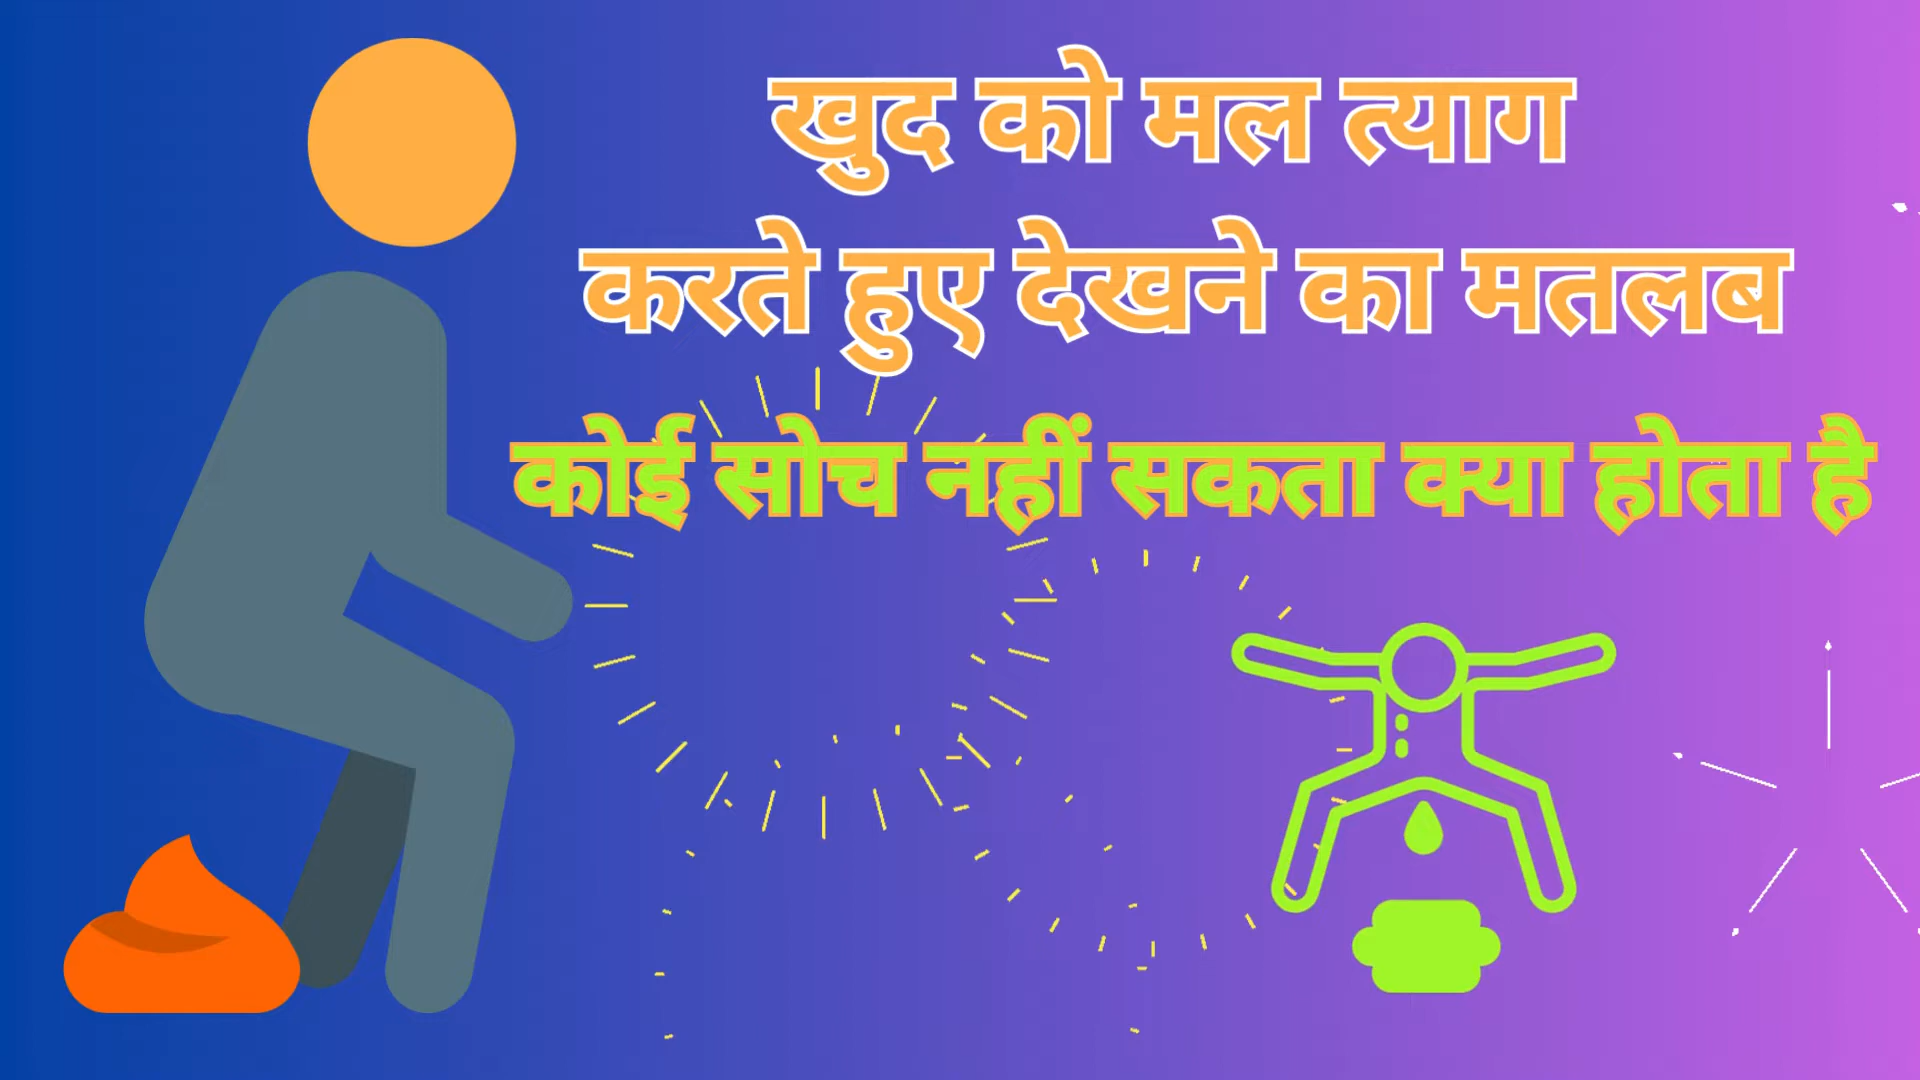 खुद को मल त्याग
करते हुए देखने का मतलब
कोई सोच नहीं सकता क्या होता है